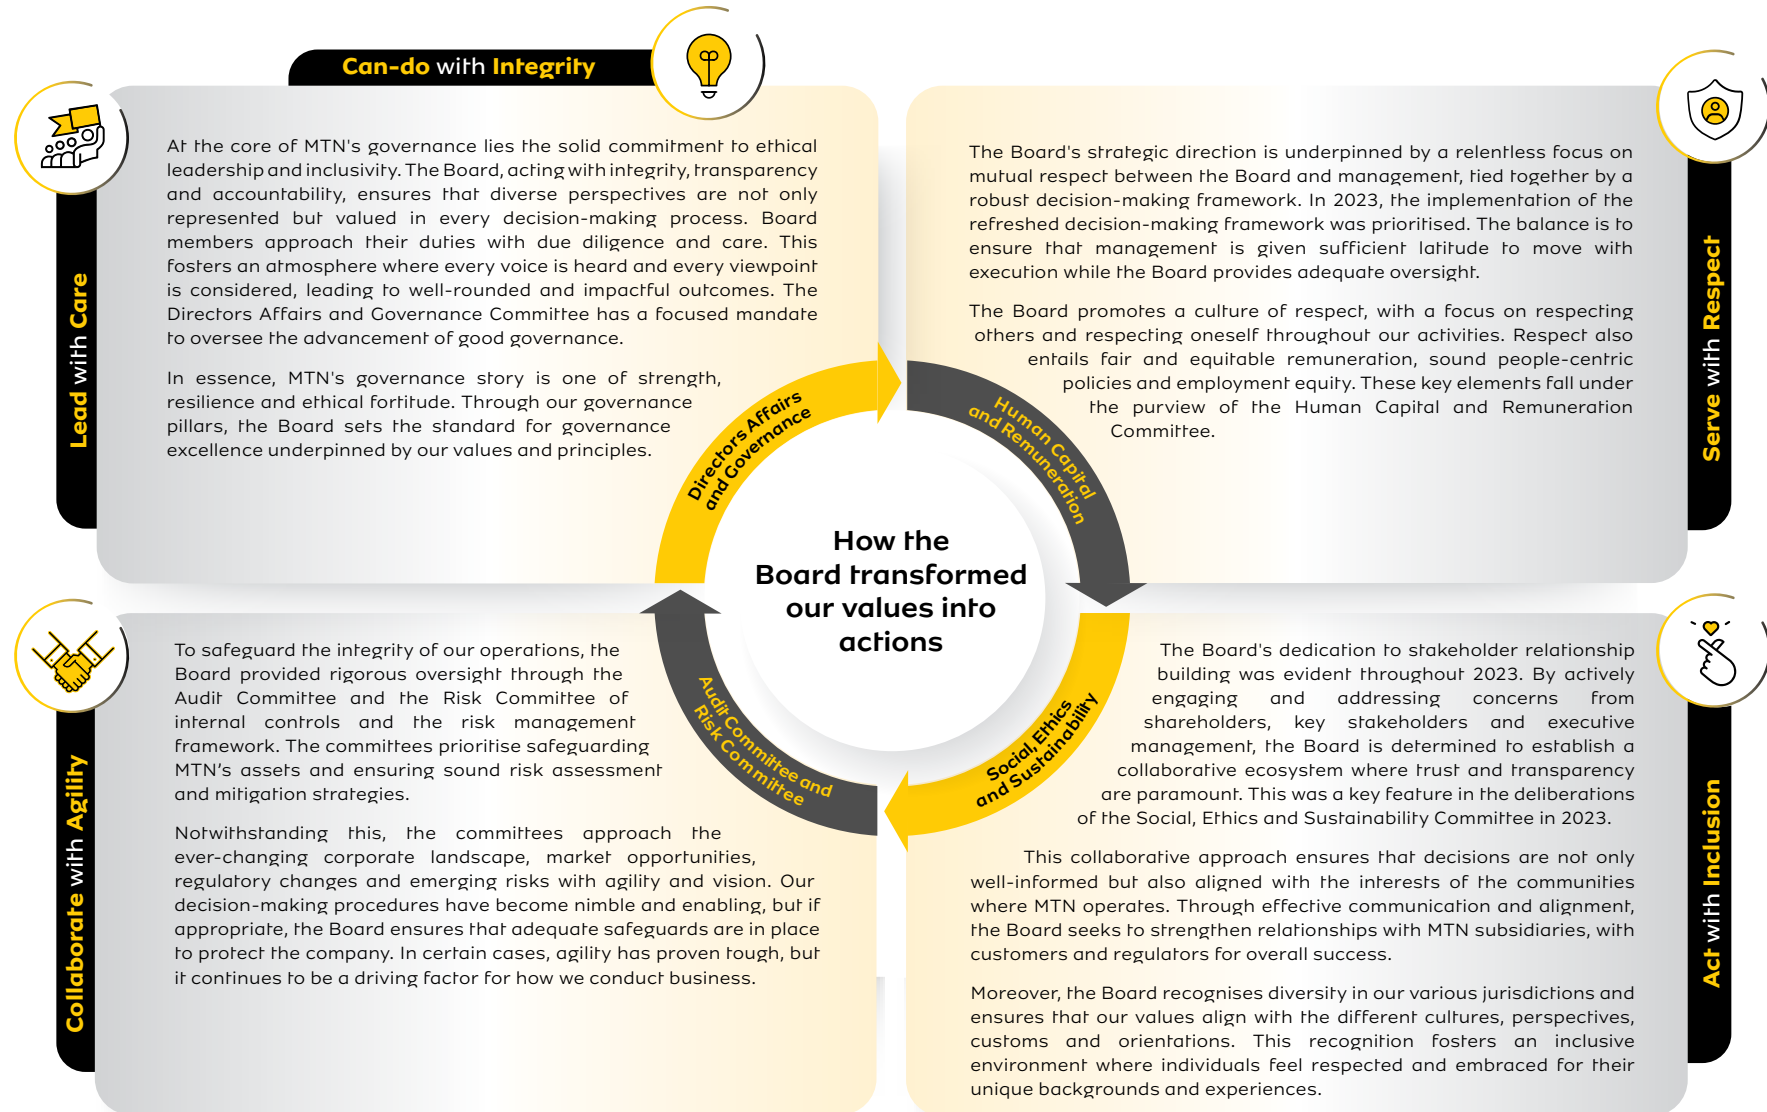 Can-do with Integrity
Lead with Care
At the core of MTN's governance lies the solid commitment to ethical
leadership and inclusivity. The Board, acting with integrity, transparency
and accountability, ensures that diverse perspectives are not only
represented but valued in every decision-making process. Board
members approach their duties with due diligence and care. This
fosters an atmosphere where every voice is heard and every viewpoint
is considered, leading to well-rounded and impactful outcomes. The
Directors Affairs and Governance Committee has a focused mandate
to oversee the advancement of good governance.
In essence, MTN's governance story is one of strength,
resilience and ethical fortitude. Through our governance
pillars, the Board sets the standard for governance
excellence underpinned by our values and principles.
Serve with Respect
The Board's strategic direction is underpinned by a relentless focus on
mutual respect between the Board and management, tied together by a
robust decision-making framework. In 2023, the implementation of the
refreshed decision-making framework was prioritised. The balance is to
ensure that management is given sufficient latitude to move with
execution while the Board provides adequate oversight.
The Board promotes a culture of respect, with a focus on respecting
others and respecting oneself throughout our activities. Respect also
entails fair and equitable remuneration, sound people-centric
policies and employment equity. These key elements fall under
the purview of the Human Capital and Remuneration
Committee.
Directors Affairs
and Governance
Human Capital
and Remuneration
How the
Board transformed
our values into
actions
Audit Committee and
Risk Committee
Social, Ethics
and Sustainability
Collaborate with Agility
To safeguard the integrity of our operations, the
Board provided rigorous oversight through the
Audit Committee and the Risk Committee of
internal controls and the risk management
framework. The committees prioritise safeguarding
MTN’s assets and ensuring sound risk assessment
and mitigation strategies.
Notwithstanding this, the committees approach the
ever-changing corporate landscape, market opportunities,
regulatory changes and emerging risks with agility and vision. Our
decision-making procedures have become nimble and enabling, but if
appropriate, the Board ensures that adequate safeguards are in place
to protect the company. In certain cases, agility has proven tough, but
it continues to be a driving factor for how we conduct business.
Act with Inclusion
The Board's dedication to stakeholder relationship
building was evident throughout 2023. By actively
engaging and addressing concerns from
shareholders, key stakeholders and executive
management, the Board is determined to establish a
collaborative ecosystem where trust and transparency
are paramount. This was a key feature in the deliberations
of the Social, Ethics and Sustainability Committee in 2023.
This collaborative approach ensures that decisions are not only
well-informed but also aligned with the interests of the communities
where MTN operates. Through effective communication and alignment,
the Board seeks to strengthen relationships with MTN subsidiaries, with
customers and regulators for overall success.
Moreover, the Board recognises diversity in our various jurisdictions and
ensures that our values align with the different cultures, perspectives,
customs and orientations. This recognition fosters an inclusive
environment where individuals feel respected and embraced for their
unique backgrounds and experiences.